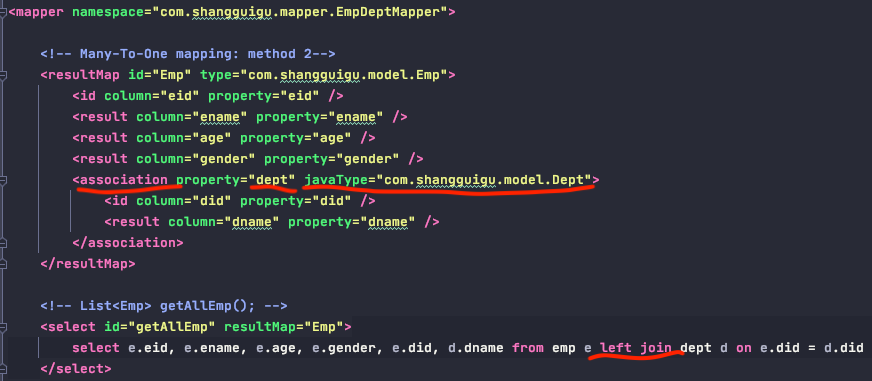 <mapper namespace="com.shangguigu.mapper.EmpDeptMapper">
<!-- Many-To-One mapping: method 2-->
<resultMap id="Emp" type="com.shangguigu.model.Emp">
<id column="eid" property="eid" />
<result column="ename" property="ename" />
<result column="age" property="age" />
<result column="gender" property="gender" />
<association property="dept" javaType="com.shangguigu.model.Dept">
<id column="did" property="did" />
<result column="dname" property="dname" />
</association>
</resultMap>
<!-- List<Emp> getAllEmp(); -->
<select id="getAllEmp" resultMap="Emp">
select e.eid, e.ename, e.age, e.gender, e.did, d.dname from emp e left join dept d on e.did = d.did
</select>